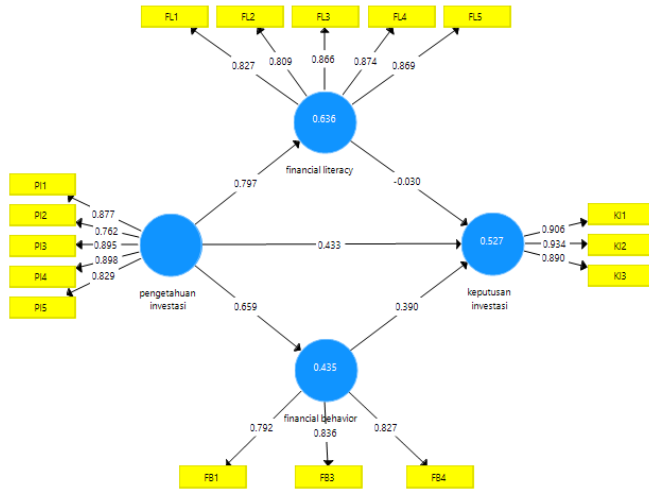 FL1 FL2 FL3 FL4 FL5
0.827 0.809 0.866 0.874 0.869
0.636
financial literacy
PI1
PI2
PI3
PI4
PI5
0.877
0.762
0.895
0.898
0.829
pengetahuan
investasi
0.797
-0.030
0.433
0.659
0.390
0.527
keputusan
investasi
0.906
0.934
0.890
KI1
KI2
KI3
0.435
financial behavior
0.792 0.836 0.827
FB1 FB3 FB4